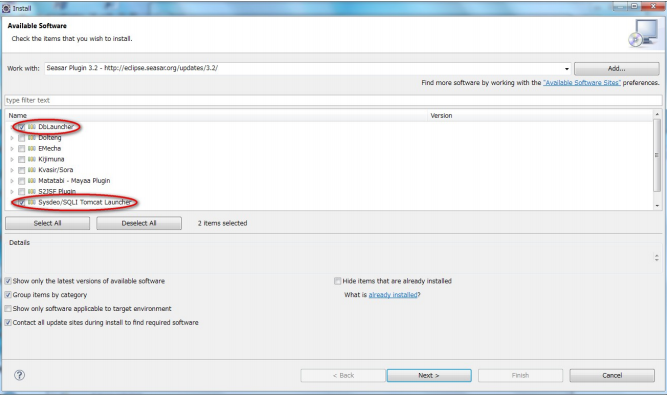 Install
Available Software
Check the items that you wish to install.
Work with: Seasar Plugin 3.2 - http://eclipse.seasar.org/updates/3.2/ Add...
Find more software by working with the "Available Software Sites" preferences.
type filter text
Name Version
DbLauncher
Dolteng
EMecha
Kijimuna
Kvasir/Sora
Matatabi - Mayaa Plugin
S2JSF Plugin
Sysdeo/SQLI Tomcat Launcher
Select All Deselect All 2 items selected
Details
Show only the latest versions of available software Hide items that are already installed
Group items by category What is already installed?
Show only software applicable to target environment
Contact all update sites during install to find required software
? < Back Next > Finish Cancel